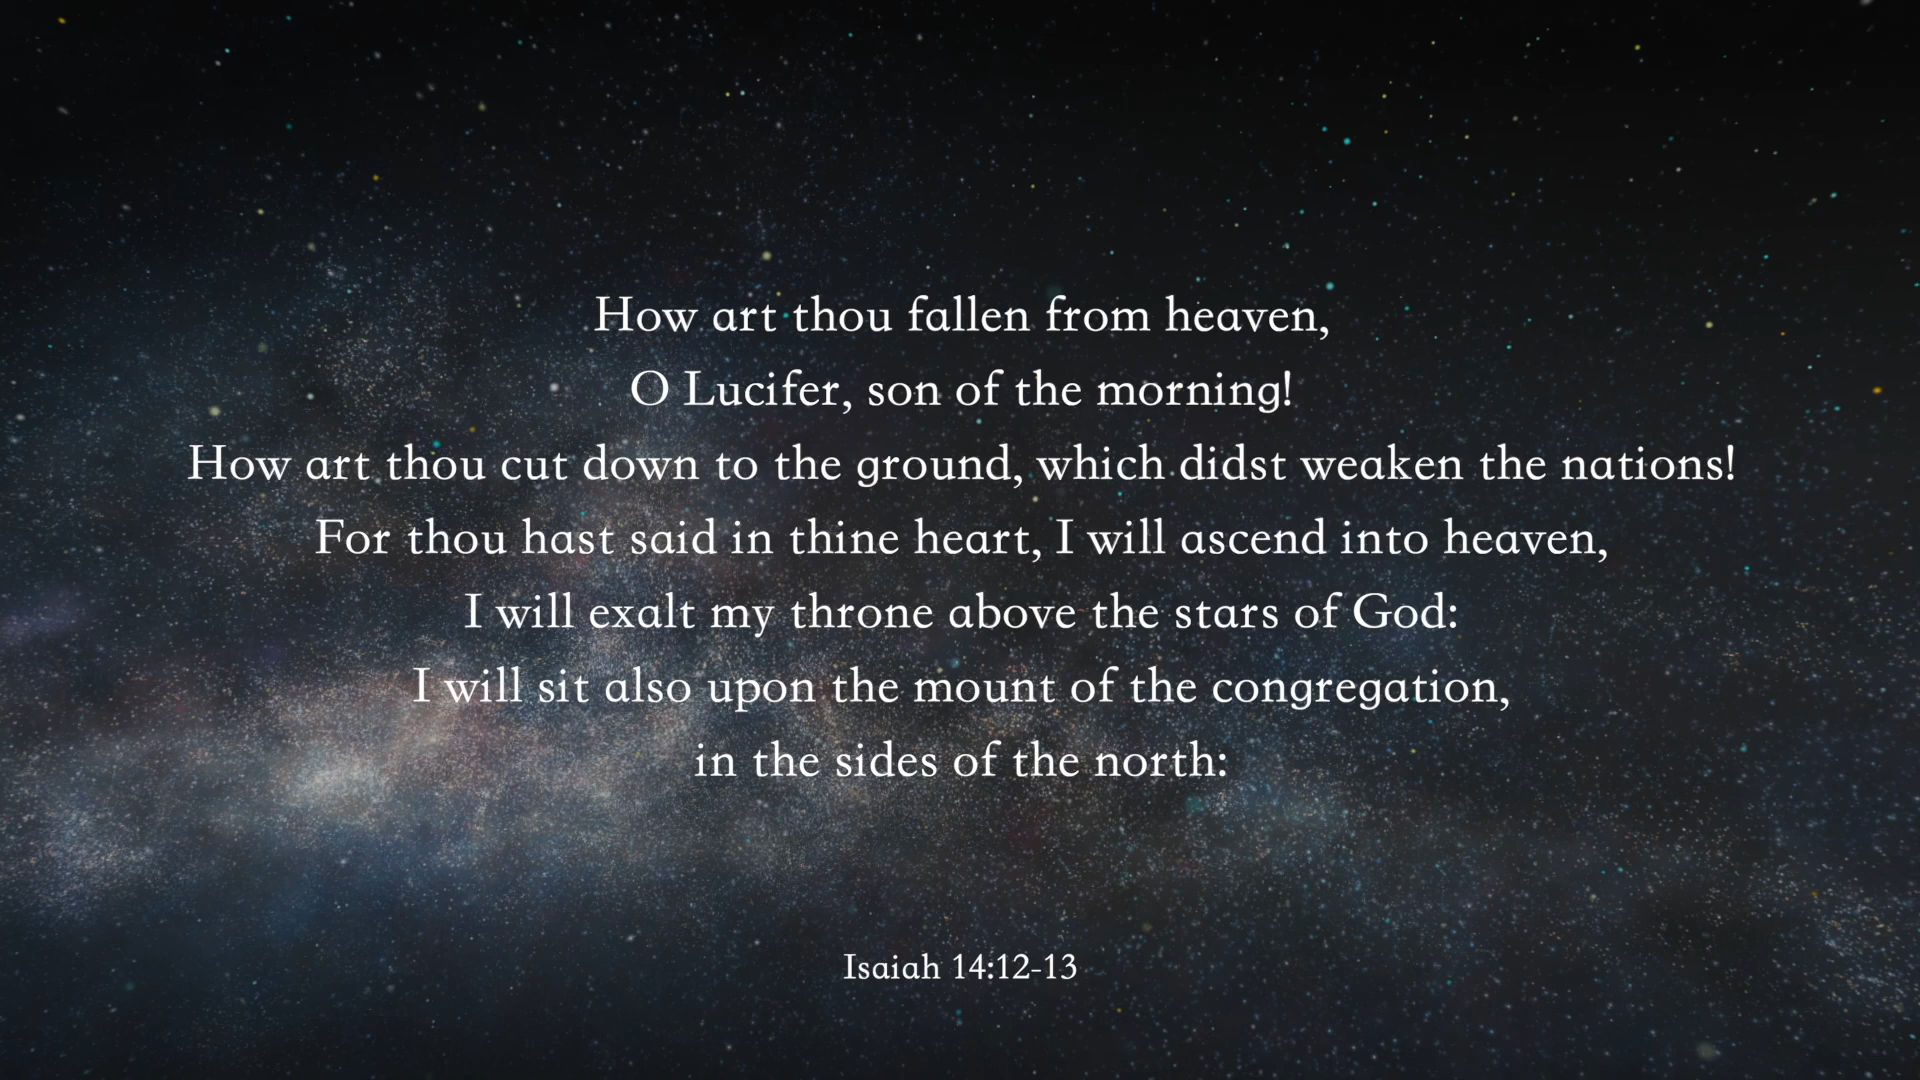 How art thou fallen from heaven,
O Lucifer, son of the morning!
How art thou cut down to the ground, which didst weaken the nations!
For thou hast said in thine heart, I will ascend into heaven,
I will exalt my throne above the stars of God:
I will sit also upon the mount of the congregation,
in the sides of the north:
Isaiah 14:12-13